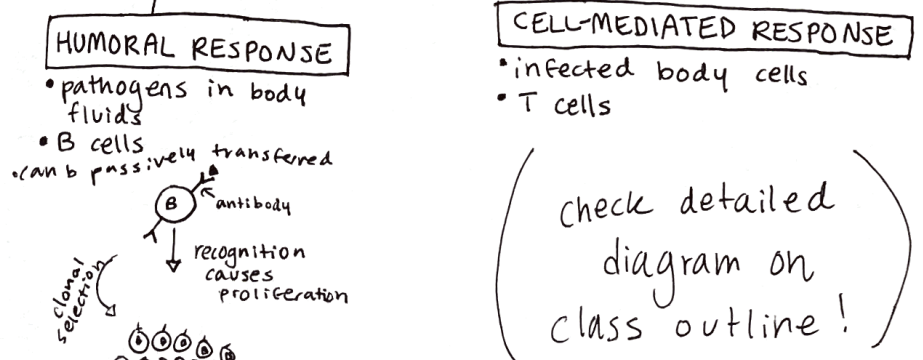 HUMORAL RESPONSE
• pathogens in body
fluids
• B cells
• can b passively transferred
B
antibody
recognition
causes
proliferation
clonal
selection
CELL-MEDIATED RESPONSE
• infected body cells
• T cells
(check detailed
diagram on
class outline!)